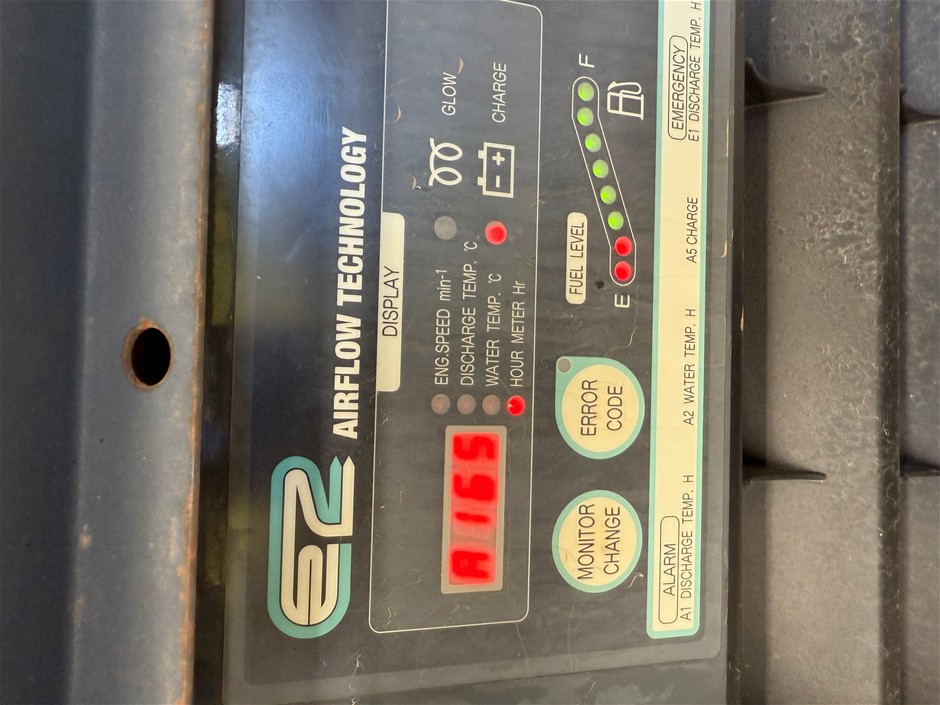 EZ AIRFLOW TECHNOLOGY
DISPLAY
A165
ENG.SPEED min-1
DISCHARGE TEMP. ℃
WATER TEMP. ℃
HOUR METER Hr
GLOW
CHARGE
MONITOR
CHANGE
ERROR
CODE
FUEL LEVEL
E
F
ALARM
A1 DISCHARGE TEMP. H
A2 WATER TEMP. H
A5 CHARGE
EMERGENCY
E1 DISCHARGE TEMP. H